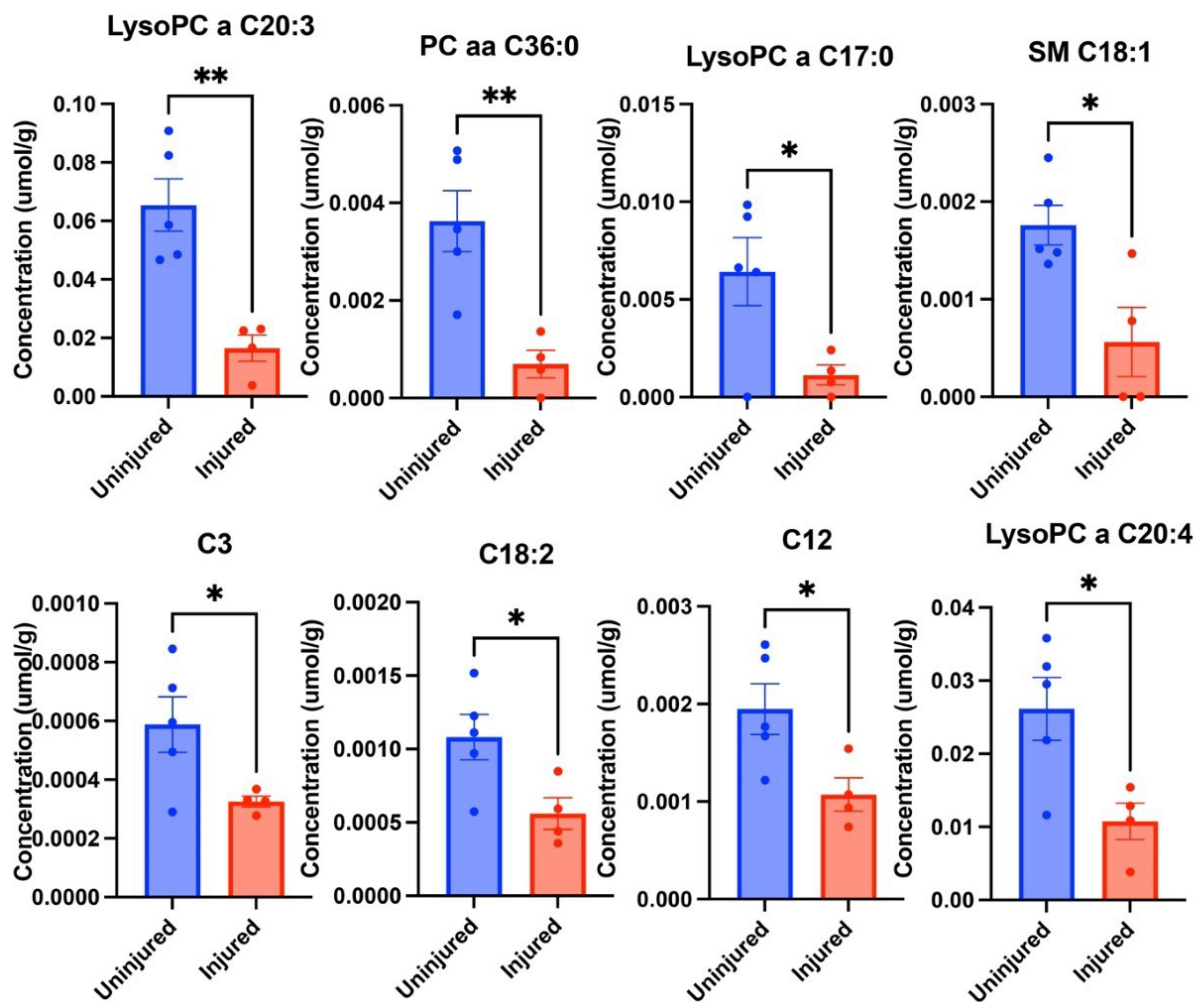 LysoPC a C20:3
**
Concentration (umol/g)
0.10
0.08
0.06
0.04
0.02
0.00
Uninjured
Injured
PC aa C36:0
**
Concentration (umol/g)
0.006
0.004
0.002
0.000
Uninjured
Injured
LysoPC a C17:0
*
Concentration (umol/g)
0.015
0.010
0.005
0.000
Uninjured
Injured
SM C18:1
*
Concentration (umol/g)
0.003
0.002
0.001
0.000
Uninjured
Injured
C3
*
Concentration (umol/g)
0.0010
0.0008
0.0006
0.0004
0.0002
0.0000
Uninjured
Injured
C18:2
*
Concentration (umol/g)
0.0020
0.0015
0.0010
0.0005
0.0000
Uninjured
Injured
C12
*
Concentration (umol/g)
0.003
0.002
0.001
0.000
Uninjured
Injured
LysoPC a C20:4
*
Concentration (umol/g)
0.04
0.03
0.02
0.01
0.00
Uninjured
Injured